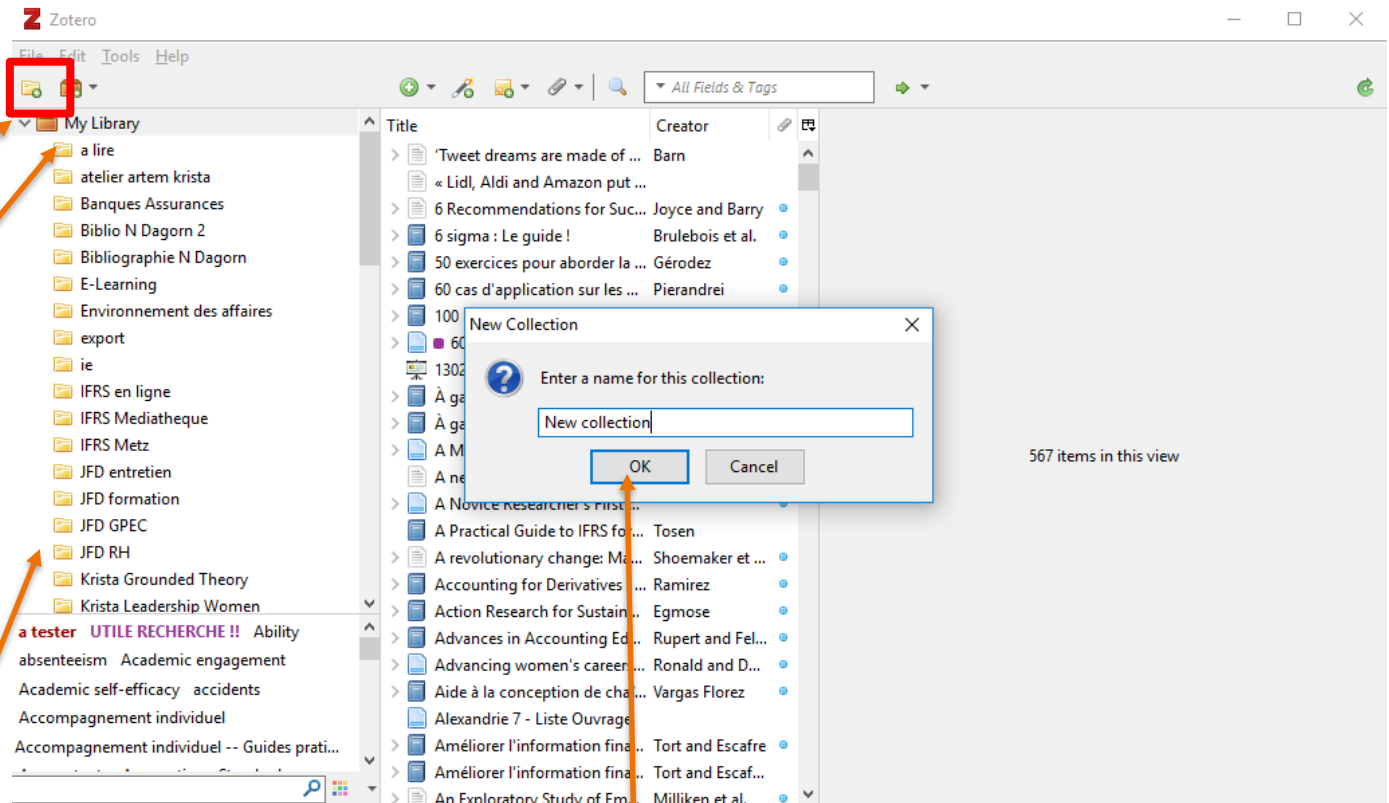 Zotero
File Edit Tools Help
All Fields & Tags
My Library
a lire
atelier artem krista
Banques Assurances
Biblio N Dagorn 2
Bibliographie N Dagorn
E-Learning
Environnement des affaires
export
ie
IFRS en ligne
IFRS Mediatheque
IFRS Metz
JFD entretien
JFD formation
JFD GPEC
JFD RH
Krista Grounded Theory
Krista Leadership Women
a tester UTILE RECHERCHE !! Ability
absenteeism Academic engagement
Academic self-efficacy accidents
Accompagnement individuel
Accompagnement individuel -- Guides prati...
Title Creator
'Tweet dreams are made of ... Barn
« Lidl, Aldi and Amazon put ...
6 Recommendations for Suc... Joyce and Barry
6 sigma : Le guide ! Brulebois et al.
50 exercices pour aborder la ... Gérodez
60 cas d'application sur les ... Pierandrei
100
60
1302
À ga
À ga
A M
A ne
A Novice Researcher's First ...
A Practical Guide to IFRS for... Tosen
A revolutionary change: Ma... Shoemaker et ...
Accounting for Derivatives ... Ramirez
Action Research for Sustain... Egmose
Advances in Accounting Ed... Rupert and Fel...
Advancing women's careers... Ronald and D...
Aide à la conception de cha... Vargas Florez
Alexandrie 7 - Liste Ouvrage
Améliorer l'information fina... Tort and Escafre
Améliorer l'information fina... Tort and Escaf...
An Exploratory Study of Em... Milliken et al.
New Collection
Enter a name for this collection:
New collection
OK Cancel
567 items in this view